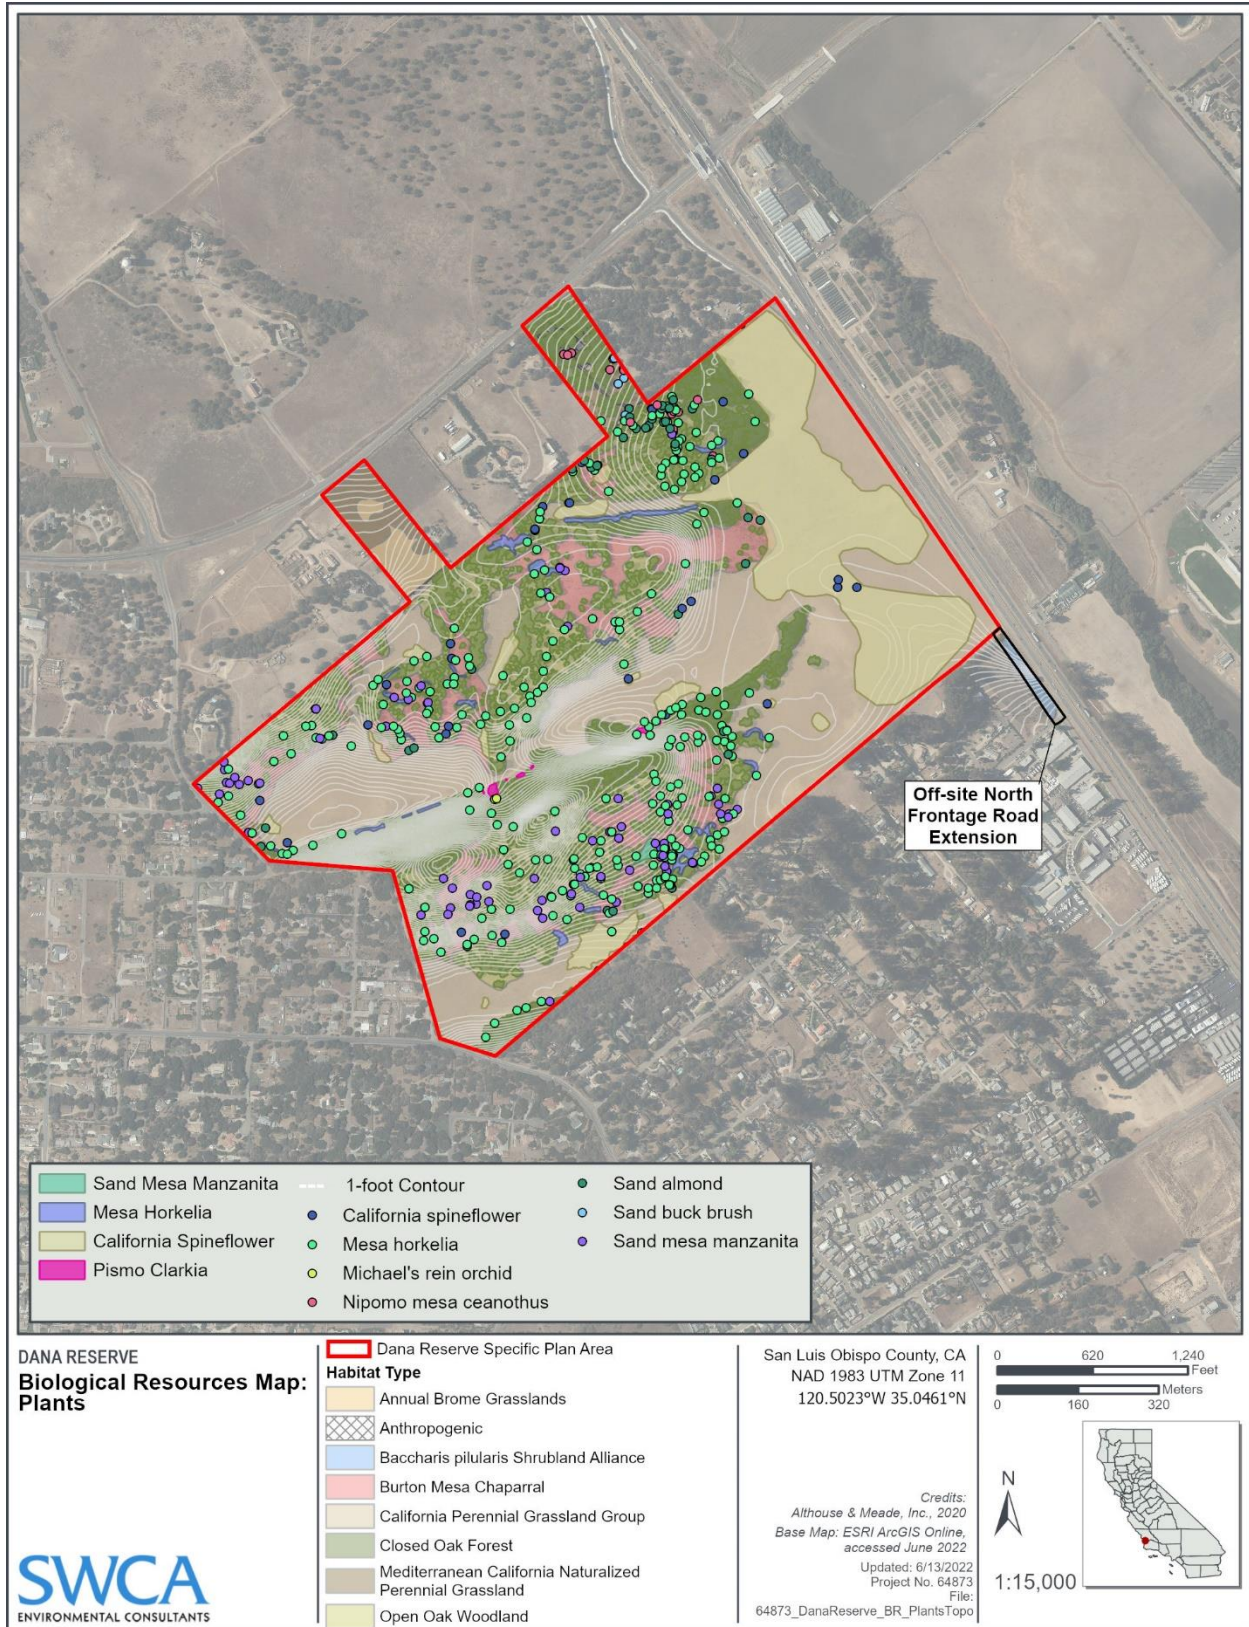 Off-site North
Frontage Road
Extension
Sand Mesa Manzanita
Mesa Horkelia
California Spineflower
Pismo Clarkia
1-foot Contour
California spineflower
Mesa horkelia
Michael's rein orchid
Nipomo mesa ceanothus
Sand almond
Sand buck brush
Sand mesa manzanita
DANA RESERVE
Biological Resources Map:
Plants
SWCA
ENVIRONMENTAL CONSULTANTS
Dana Reserve Specific Plan Area
Habitat Type
Annual Brome Grasslands
Anthropogenic
Baccharis pilularis Shrubland Alliance
Burton Mesa Chaparral
California Perennial Grassland Group
Closed Oak Forest
Mediterranean California Naturalized
Perennial Grassland
Open Oak Woodland
San Luis Obispo County, CA
NAD 1983 UTM Zone 11
120.5023°W 35.0461°N
Credits:
Althouse & Meade, Inc., 2020
Base Map: ESRI ArcGIS Online,
accessed June 2022
Updated: 6/13/2022
Project No. 64873
File:
64873_DanaReserve_BR_PlantsTopo
0 620 1,240
Feet
Meters
0 160 320
N
1:15,000